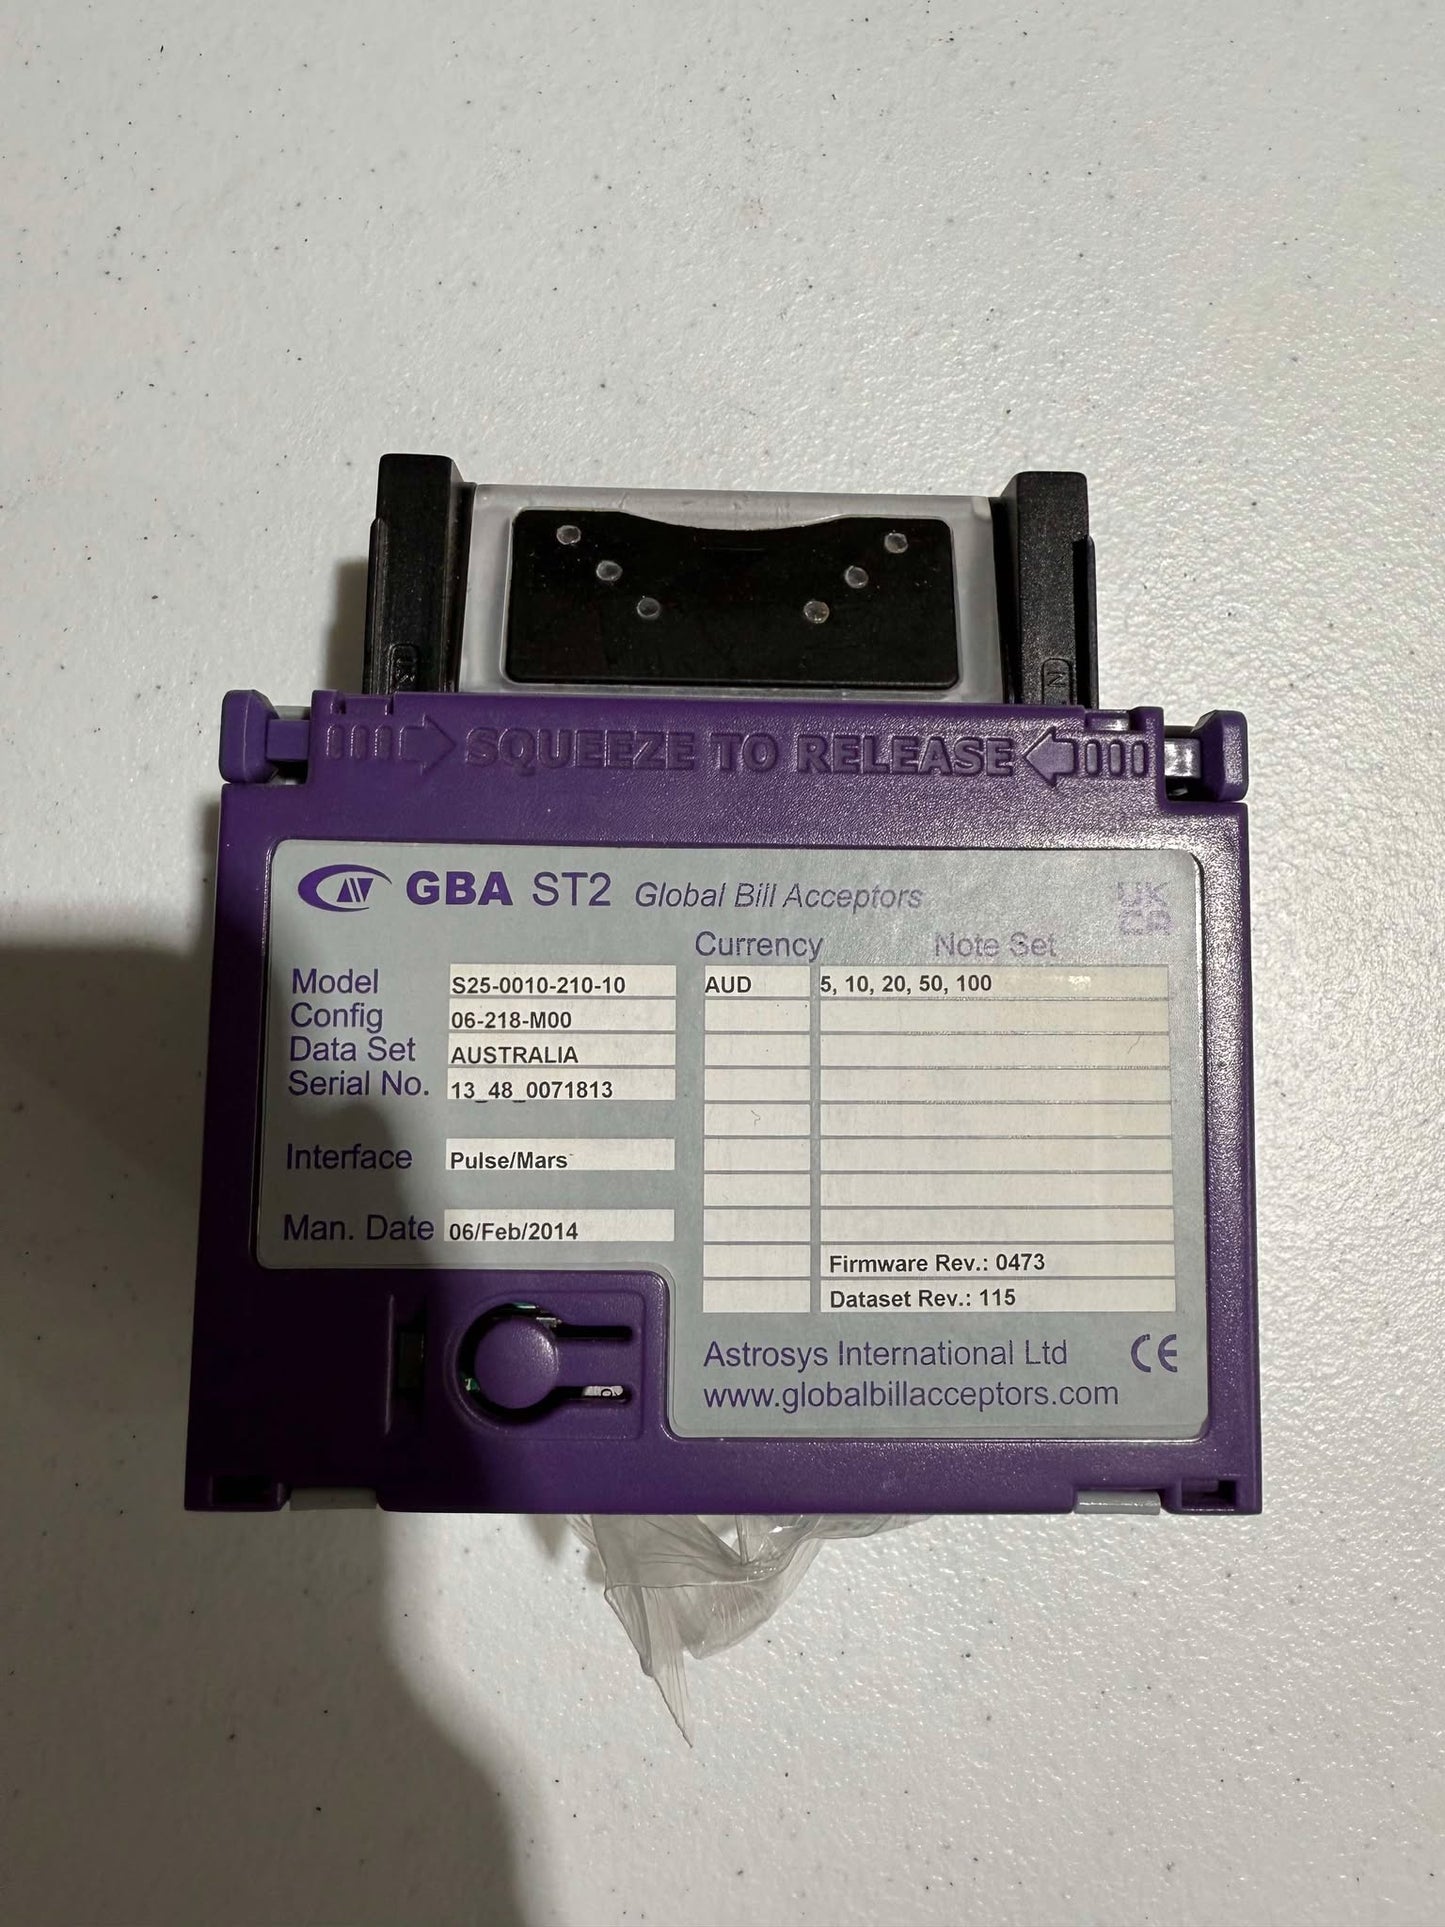 SQUEEZE TO RELEASE
GBA ST2 Global Bill Acceptors
UK
CA
Currency Note Set
Model S25-0010-210-10 AUD 5, 10, 20, 50, 100
Config 06-218-M00
Data Set AUSTRALIA
Serial No. 13_48_0071813
Interface Pulse/Mars
Man. Date 06/Feb/2014
Firmware Rev.: 0473
Dataset Rev.: 115
Astrosys International Ltd CE
www.globalbillacceptors.com